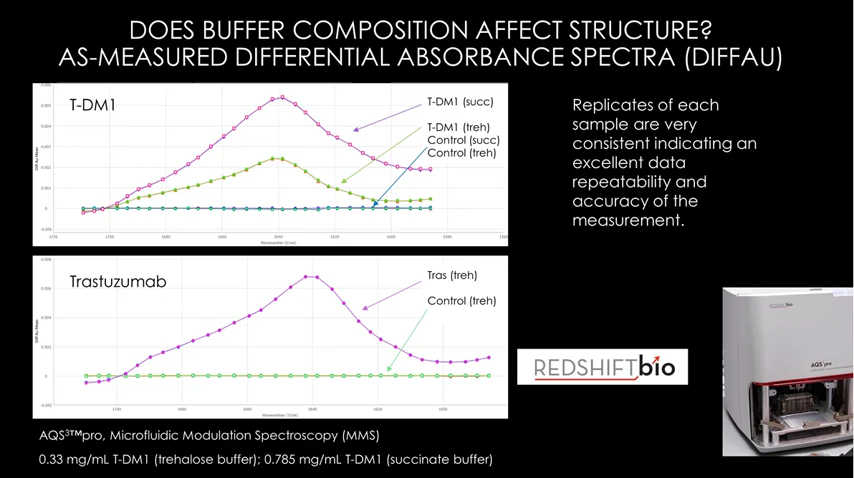 DOES BUFFER COMPOSITION AFFECT STRUCTURE?
AS-MEASURED DIFFERENTIAL ABSORBANCE SPECTRA (DIFFAU)
T-DM1
T-DM1 (succ)
T-DM1 (treh)
Control (succ)
Control (treh)
Replicates of each
sample are very
consistent indicating an
excellent data
repeatability and
accuracy of the
measurement.
Trastuzumab
Tras (treh)
Control (treh)
REDSHIFTbio
AQS³™pro, Microfluidic Modulation Spectroscopy (MMS)
0.33 mg/mL T-DM1 (trehalose buffer); 0.785 mg/mL T-DM1 (succinate buffer)